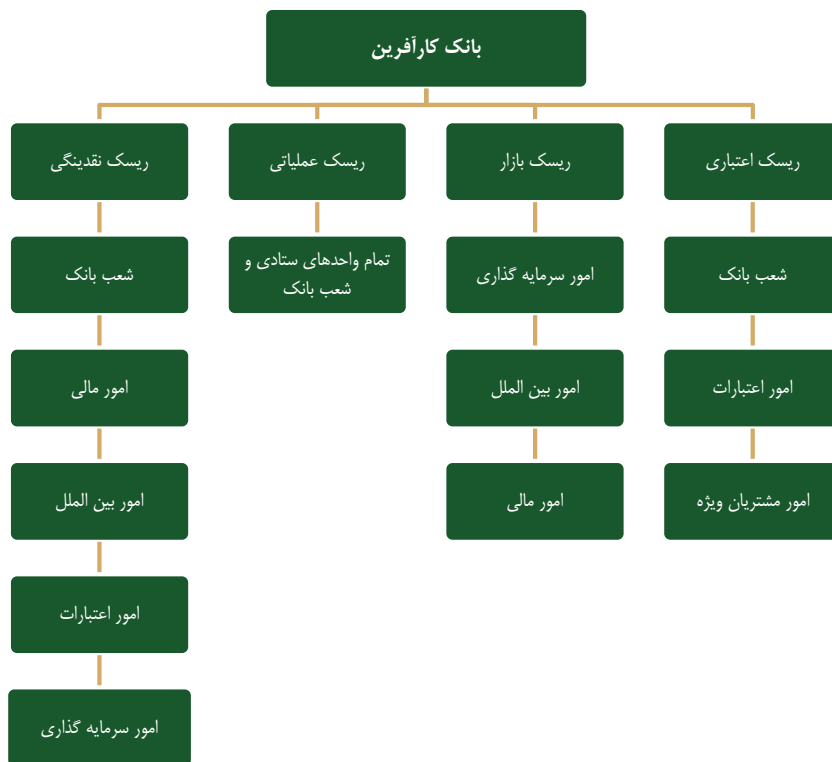 بانک کارآفرین
ریسک اعتباری
ریسک بازار
ریسک عملیاتی
ریسک نقدینگی
شعب بانک
امور سرمایه گذاری
تمام واحدهای ستادی و
شعب بانک
شعب بانک
امور اعتبارات
امور بین الملل
امور مالی
امور مشتریان ویژه
امور مالی
امور بین الملل
امور اعتبارات
امور سرمایه گذاری